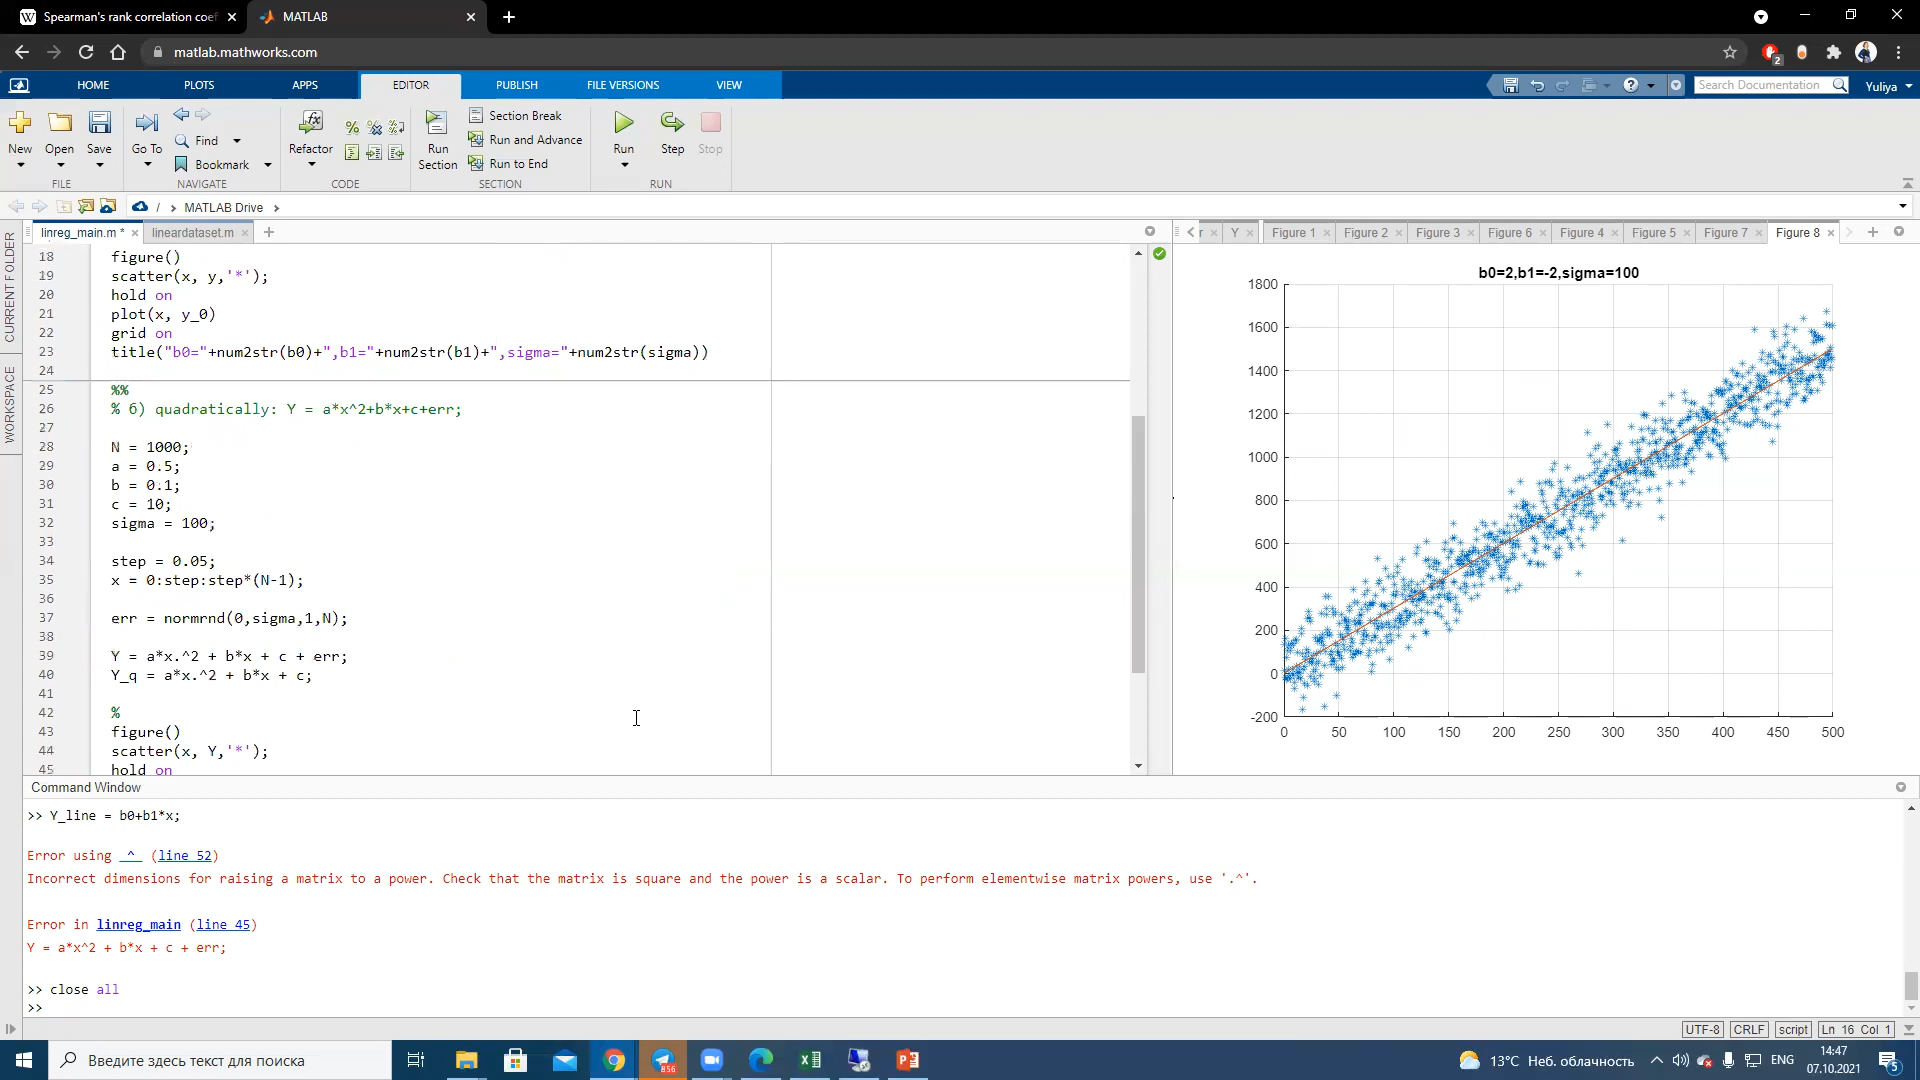 Spearman's rank correlation coef
MATLAB
matlab.mathworks.com
2
HOME
PLOTS
APPS
EDITOR
PUBLISH
FILE VERSIONS
VIEW
Search Documentation
Yuliya
New
Open
Save
FILE
Go To
Find
Bookmark
NAVIGATE
Refactor
CODE
Run Section
Section Break
Run and Advance
Run to End
SECTION
Run
Step
Stop
RUN
/ › MATLAB Drive ›
CURRENT FOLDER
WORKSPACE
linreg_main.m *
lineardataset.m
r
Y
Figure 1
Figure 2
Figure 3
Figure 6
Figure 4
Figure 5
Figure 7
Figure 8
18 figure()
19 scatter(x, y,'*');
20 hold on
21 plot(x, y_0)
22 grid on
23 title("b0="+num2str(b0)+",b1="+num2str(b1)+",sigma="+num2str(sigma))
24
25 %%
26 % б) quadratically: Y = a*x^2+b*x+c+err;
27
28 N = 1000;
29 a = 0.5;
30 b = 0.1;
31 c = 10;
32 sigma = 100;
33
34 step = 0.05;
35 x = 0:step:step*(N-1);
36
37 err = normrnd(0,sigma,1,N);
38
39 Y = a*x.^2 + b*x + c + err;
40 Y_q = a*x.^2 + b*x + c;
41
42 %
43 figure()
44 scatter(x, Y,'*');
45 hold on
b0=2,b1=-2,sigma=100
1800
1600
1400
1200
1000
800
600
400
200
0
-200
0 50 100 150 200 250 300 350 400 450 500
Command Window
>> Y_line = b0+b1*x;
Error using ^ (line 52)
Incorrect dimensions for raising a matrix to a power. Check that the matrix is square and the power is a scalar. To perform elementwise matrix powers, use '.^'.
Error in linreg_main (line 45)
Y = a*x^2 + b*x + c + err;
>> close all
>>
UTF-8
CRLF
script
Ln 16 Col 1
Введите здесь текст для поиска
856
13°C Неб. облачность
ENG
14:47
07.10.2021
5